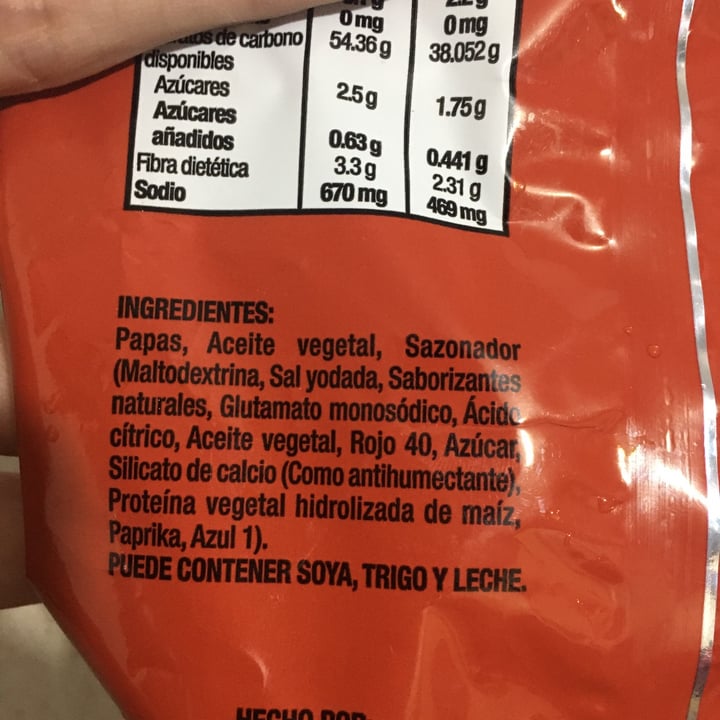 0 mg 0 mg
de carbono 54.36 g 38.052 g
disponibles
Azúcares 2.5 g 1.75 g
Azúcares
añadidos 0.63 g 0.441 g
Fibra dietética 3.3 g 2.31 g
Sodio 670 mg 469 mg
INGREDIENTES:
Papas, Aceite vegetal, Sazonador
(Maltodextrina, Sal yodada, Saborizantes
naturales, Glutamato monosódico, Ácido
cítrico, Aceite vegetal, Rojo 40, Azúcar,
Silicato de calcio (Como antihumectante),
Proteína vegetal hidrolizada de maíz,
Paprika, Azul 1).
PUEDE CONTENER SOYA, TRIGO Y LECHE.
HECHO POR